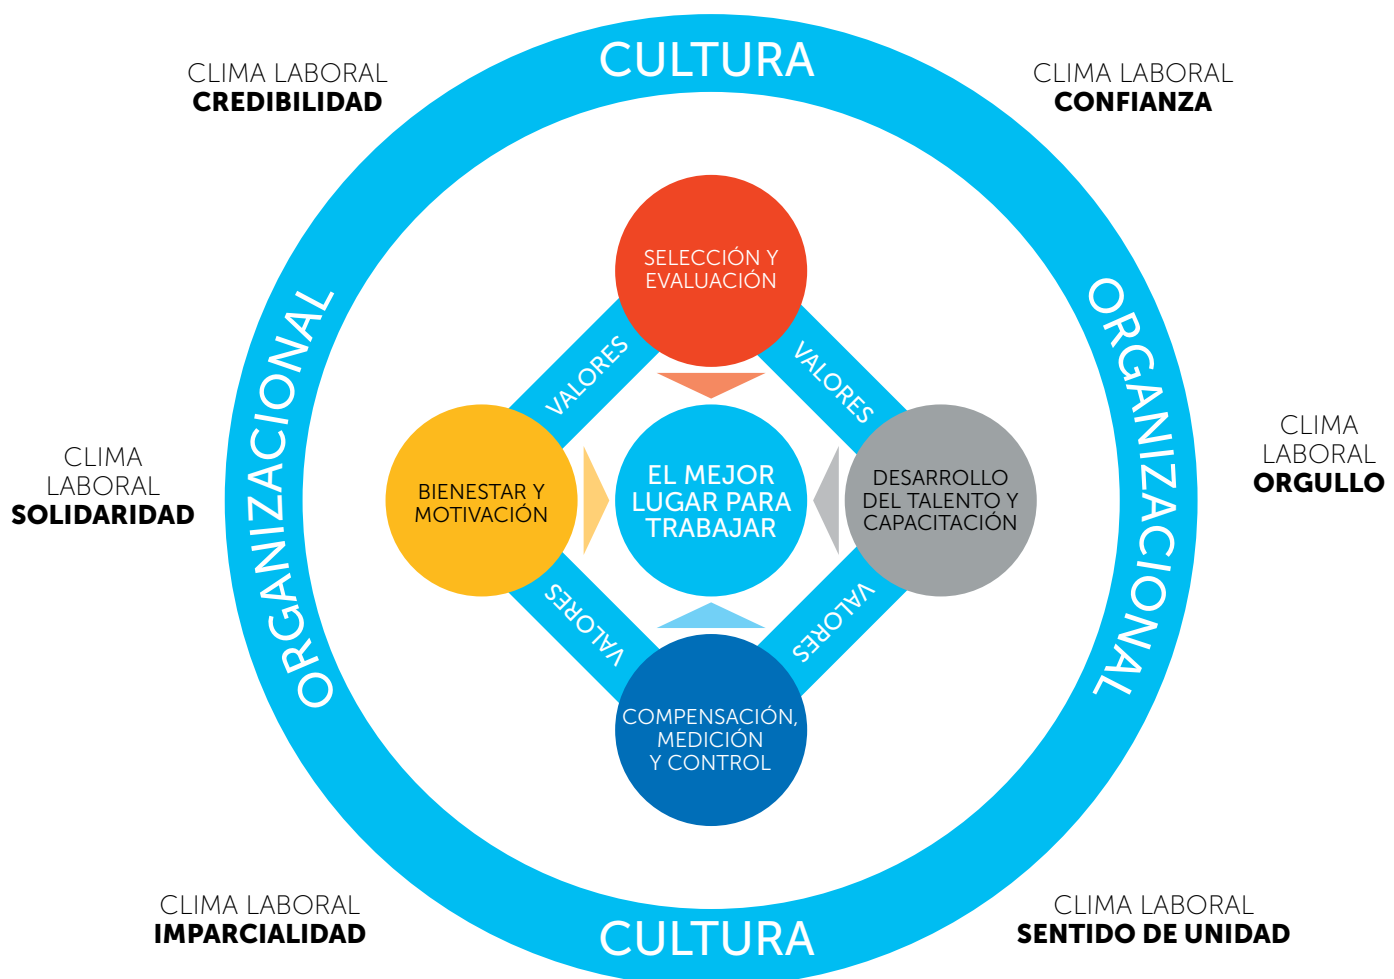 CULTURA
CLIMA LABORAL
CREDIBILIDAD
CLIMA LABORAL
CONFIANZA
SELECCIÓN Y
EVALUACIÓN
ORGANIZACIONAL
ORGANIZACIONAL
VALORES
VALORES
CLIMA
LABORAL
SOLIDARIDAD
BIENESTAR Y
MOTIVACIÓN
EL MEJOR
LUGAR PARA
TRABAJAR
DESARROLLO
DEL TALENTO Y
CAPACITACIÓN
CLIMA
LABORAL
ORGULLO
VALORES
VALORES
COMPENSACIÓN,
MEDICIÓN
Y CONTROL
CLIMA LABORAL
IMPARCIALIDAD
CULTURA
CLIMA LABORAL
SENTIDO DE UNIDAD